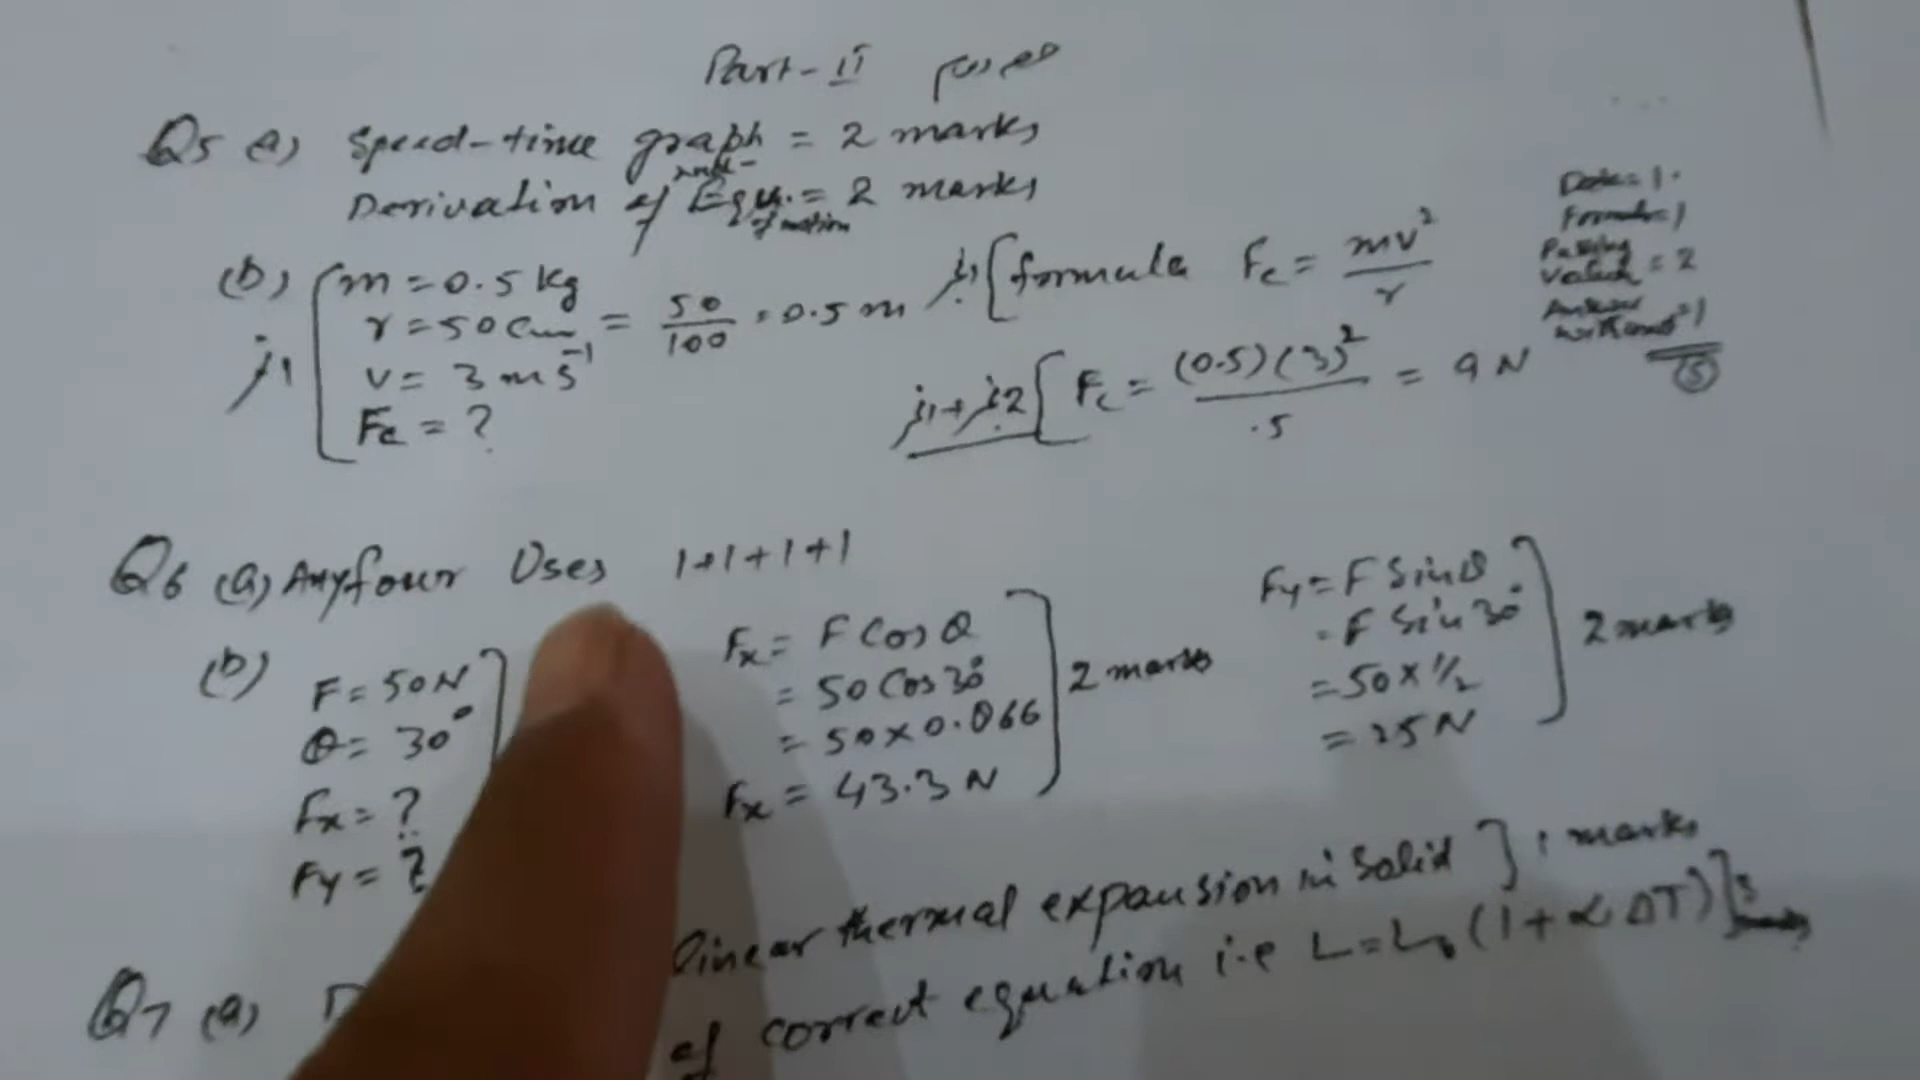 Part-II حصہ دوم
Q5 a) Speed-time graph = 2 marks
Derivation of Equ. of motion = 2 marks
(b) m = 0.5 kg
r = 50 cm = 50/100 = 0.5 m
v = 3 ms⁻¹
Fc = ?
formula Fc = mv²/r
Fc = (0.5)(3)²/.5 = 9 N
Data = 1
Formula = 1
Putting
values = 2
Answer
with unit = 1
5
Q6 (a) Any four Uses 1+1+1+1
(b) F = 50N
θ = 30°
Fx = ?
Fy = ?
Fx = F Cos θ
= 50 Cos 30°
= 50 x 0.866
Fx = 43.3 N
2 marks
Fy = F Sin θ
= F Sin 30°
= 50 x 1/2
= 25 N
2 marks
Q7 (a) D
linear thermal expansion in Solid ] 1 marks
of correct equation i.e L = L₀ (1 + α ΔT) ] 3